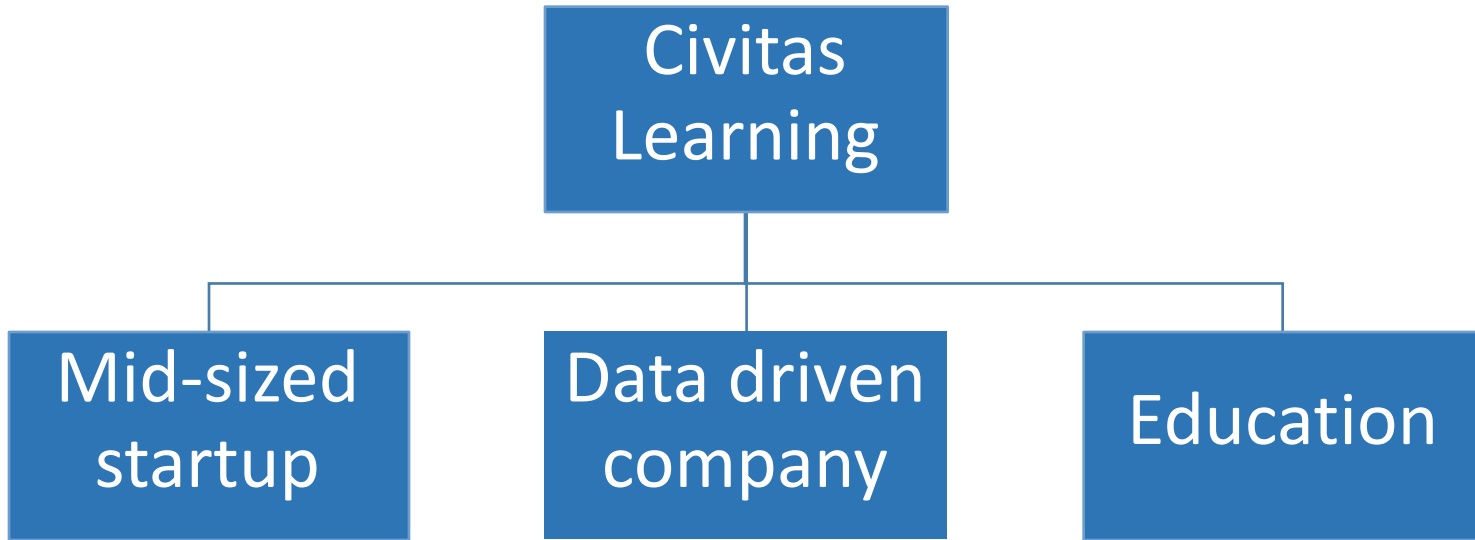 Civitas
Learning
Mid-sized
startup
Data driven
company
Education